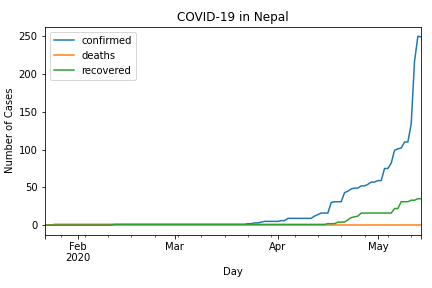 COVID-19 in Nepal
confirmed
deaths
recovered
Number of Cases
250
200
150
100
50
0
Feb
2020
Mar
Apr
May
Day